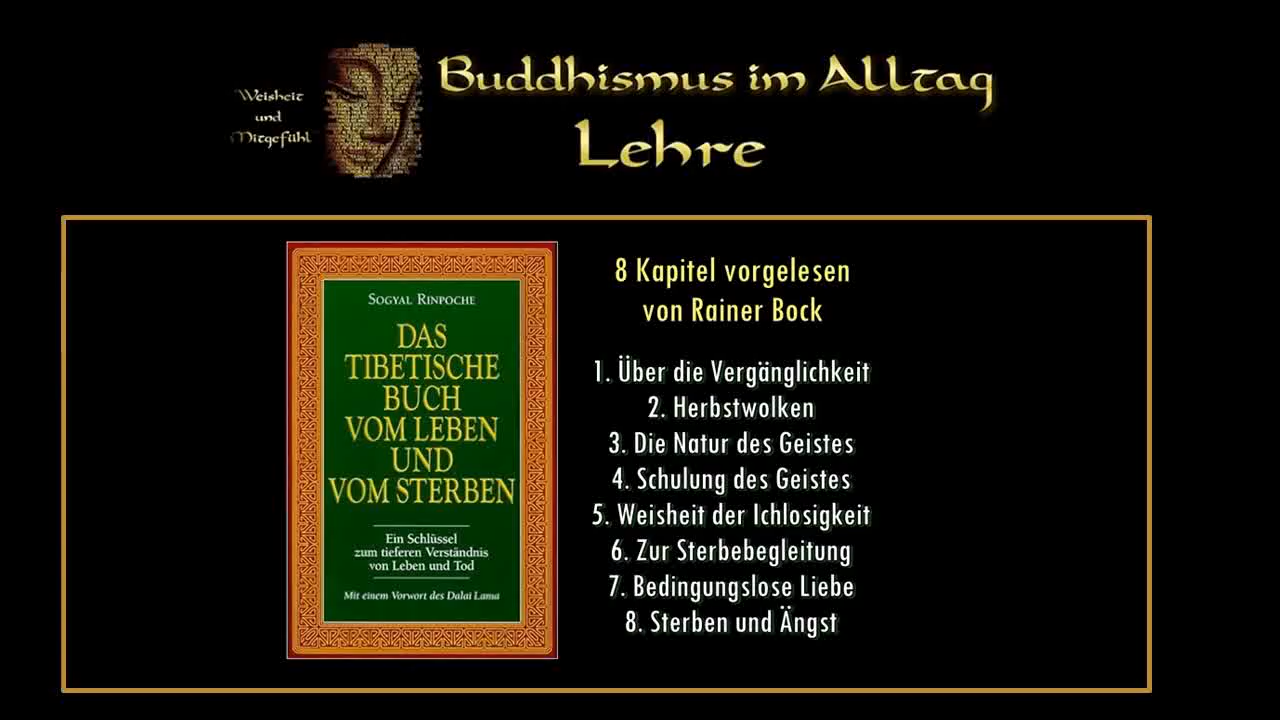 Weisheit
und
Mitgefühl
Buddhismus im Alltag
Lehre
SOGYAL RINPOCHE
DAS
TIBETISCHE
BUCH
VOM LEBEN
UND
VOM STERBEN
Ein Schlüssel
zum tieferen Verständnis
von Leben und Tod
Mit einem Vorwort des Dalai Lama
8 Kapitel vorgelesen
von Rainer Bock
1. Über die Vergänglichkeit
2. Herbstwolken
3. Die Natur des Geistes
4. Schulung des Geistes
5. Weisheit der Ichlosigkeit
6. Zur Sterbebegleitung
7. Bedingungslose Liebe
8. Sterben und Ängst